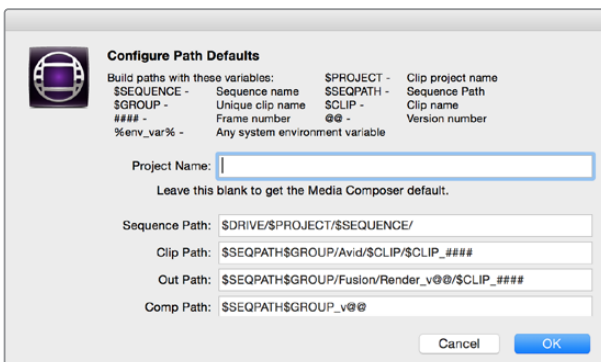 Configure Path Defaults
Build paths with these variables: $PROJECT - Clip project name
$SEQUENCE - Sequence name $SEQPATH - Sequence Path
$GROUP - Unique clip name $CLIP - Clip name
#### - Frame number @@ - Version number
%env_var% - Any system environment variable
Project Name:
Leave this blank to get the Media Composer default.
Sequence Path: $DRIVE/$PROJECT/$SEQUENCE/
Clip Path: $SEQPATH$GROUP/Avid/$CLIP/$CLIP_####
Out Path: $SEQPATH$GROUP/Fusion/Render_v@@/$CLIP_####
Comp Path: $SEQPATH$GROUP_v@@
Cancel OK